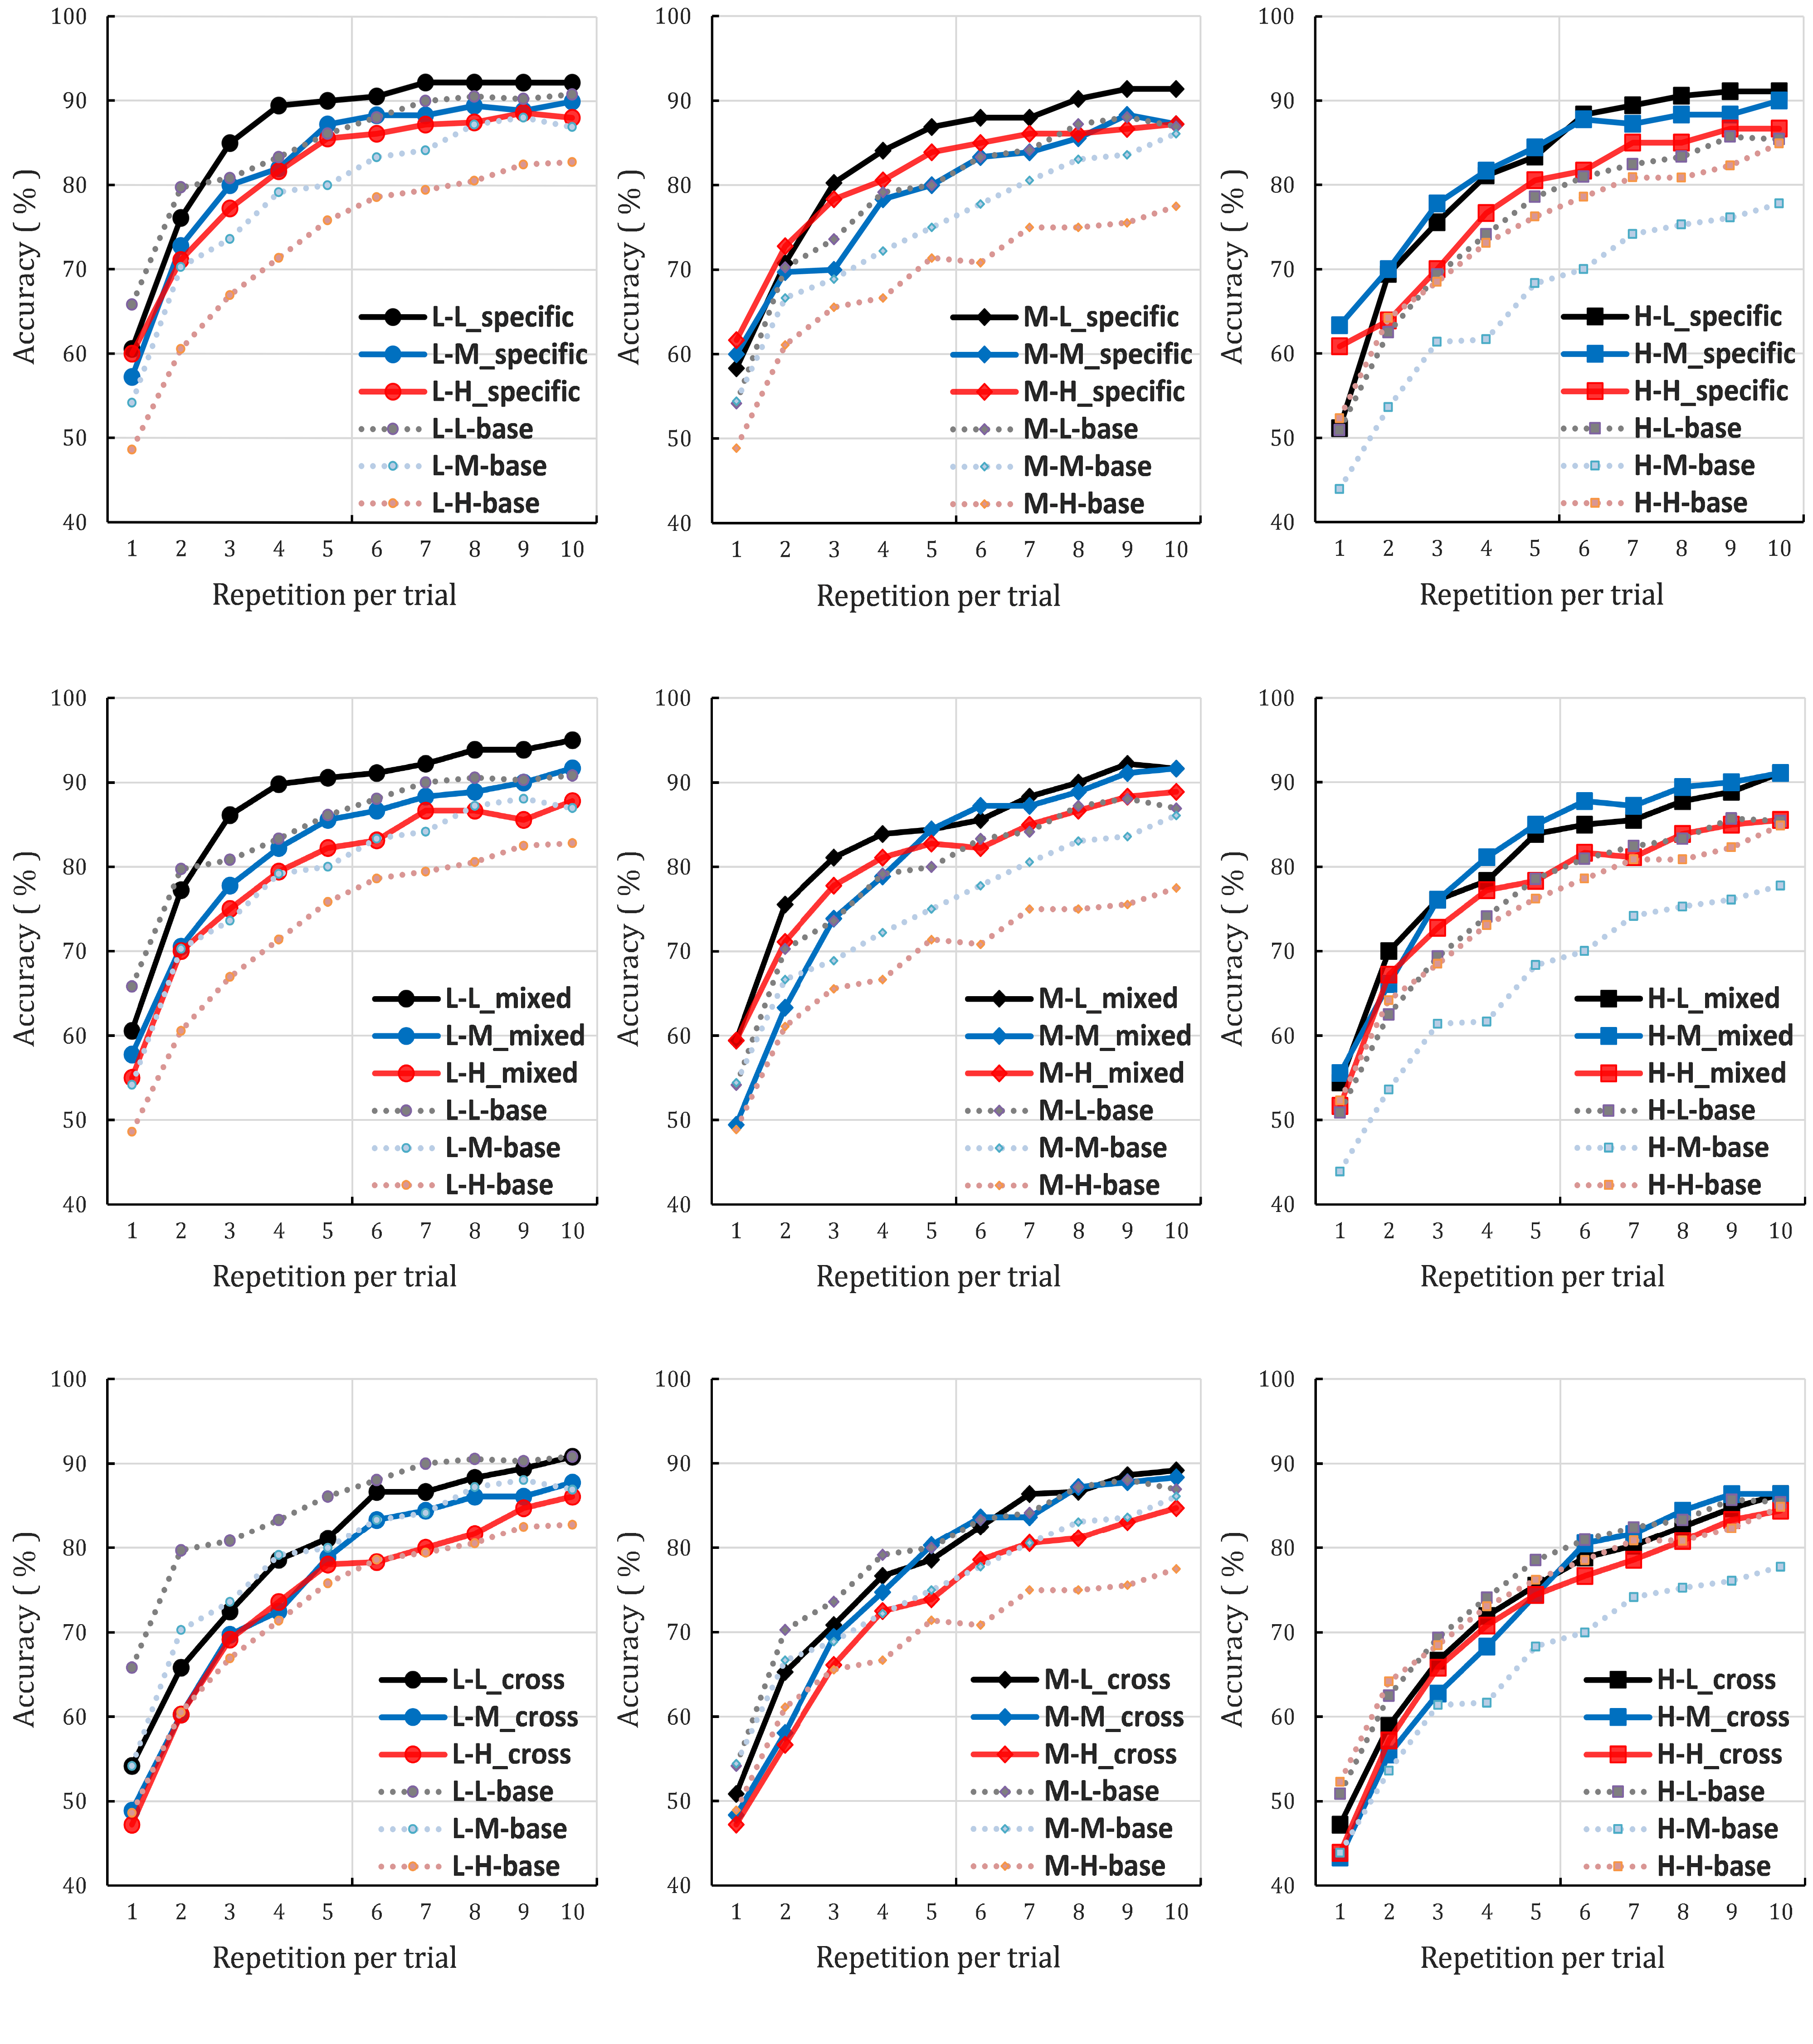 100
90
80
70
60
50
40
Accuracy ( % )
L-L_specific
L-M_specific
L-H_specific
L-L-base
L-M-base
L-H-base
1 2 3 4 5 6 7 8 9 10
Repetition per trial
100
90
80
70
60
50
40
Accuracy ( % )
M-L_specific
M-M_specific
M-H_specific
M-L-base
M-M-base
M-H-base
1 2 3 4 5 6 7 8 9 10
Repetition per trial
100
90
80
70
60
50
40
Accuracy ( % )
H-L_specific
H-M_specific
H-H_specific
H-L-base
H-M-base
H-H-base
1 2 3 4 5 6 7 8 9 10
Repetition per trial
100
90
80
70
60
50
40
Accuracy ( % )
L-L_mixed
L-M_mixed
L-H_mixed
L-L-base
L-M-base
L-H-base
1 2 3 4 5 6 7 8 9 10
Repetition per trial
100
90
80
70
60
50
40
Accuracy ( % )
M-L_mixed
M-M_mixed
M-H_mixed
M-L-base
M-M-base
M-H-base
1 2 3 4 5 6 7 8 9 10
Repetition per trial
100
90
80
70
60
50
40
Accuracy ( % )
H-L_mixed
H-M_mixed
H-H_mixed
H-L-base
H-M-base
H-H-base
1 2 3 4 5 6 7 8 9 10
Repetition per trial
100
90
80
70
60
50
40
Accuracy ( % )
L-L_cross
L-M_cross
L-H_cross
L-L-base
L-M-base
L-H-base
1 2 3 4 5 6 7 8 9 10
Repetition per trial
100
90
80
70
60
50
40
Accuracy ( % )
M-L_cross
M-M_cross
M-H_cross
M-L-base
M-M-base
M-H-base
1 2 3 4 5 6 7 8 9 10
Repetition per trial
100
90
80
70
60
50
40
Accuracy ( % )
H-L_cross
H-M_cross
H-H_cross
H-L-base
H-M-base
H-H-base
1 2 3 4 5 6 7 8 9 10
Repetition per trial